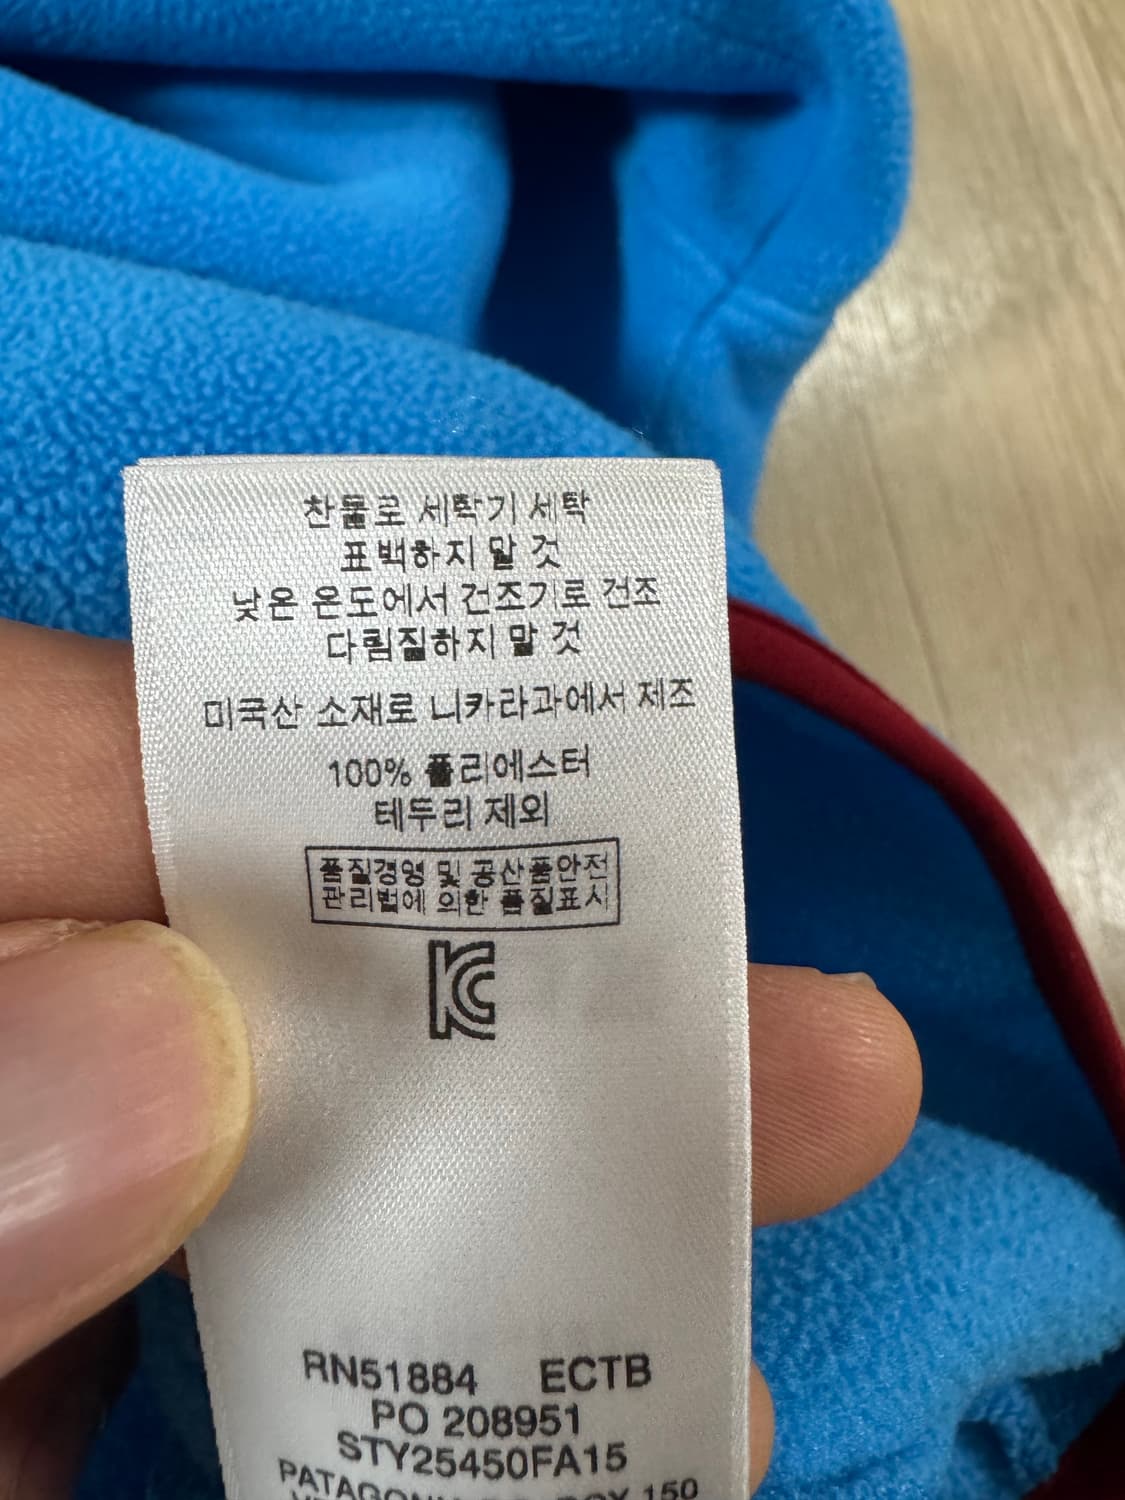 찬물로 세탁기 세탁
표백하지 말 것
낮은 온도에서 건조기로 건조
다림질하지 말 것
미국산 소재로 니카라과에서 제조
100% 폴리에스터
테두리 제외
품질경영 및 공산품안전
관리법에 의한 품질표시
KC
RN51884 ECTB
PO 208951
STY25450FA15
150